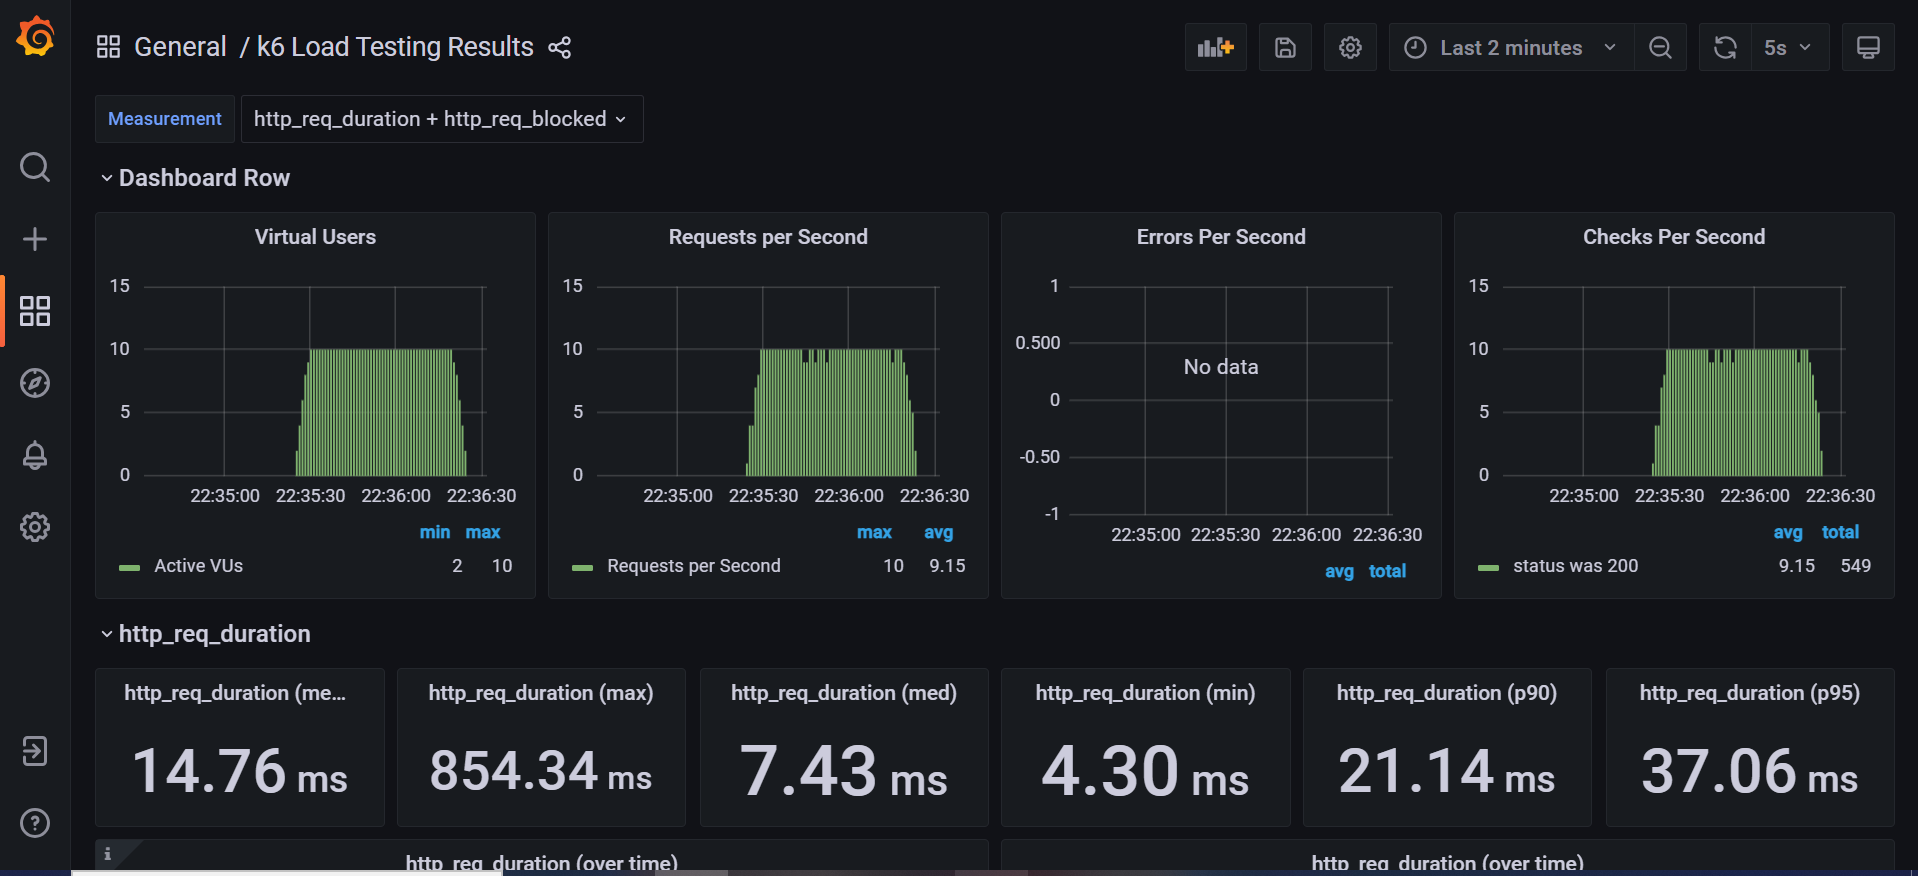 General / k6 Load Testing Results
Last 2 minutes
5s
Measurement
http_req_duration + http_req_blocked
Dashboard Row
Virtual Users
15
10
5
0
22:35:00 22:35:30 22:36:00 22:36:30
min max
Active VUs 2 10
Requests per Second
15
10
5
0
22:35:00 22:35:30 22:36:00 22:36:30
max avg
Requests per Second 10 9.15
Errors Per Second
1
0.500
No data
0
-0.50
-1
22:35:00 22:35:30 22:36:00 22:36:30
avg total
Checks Per Second
15
10
5
0
22:35:00 22:35:30 22:36:00 22:36:30
avg total
status was 200 9.15 549
http_req_duration
http_req_duration (me...
14.76 ms
http_req_duration (max)
854.34 ms
http_req_duration (med)
7.43 ms
http_req_duration (min)
4.30 ms
http_req_duration (p90)
21.14 ms
http_req_duration (p95)
37.06 ms
http_req_duration (over time)
http_req_duration (over time)